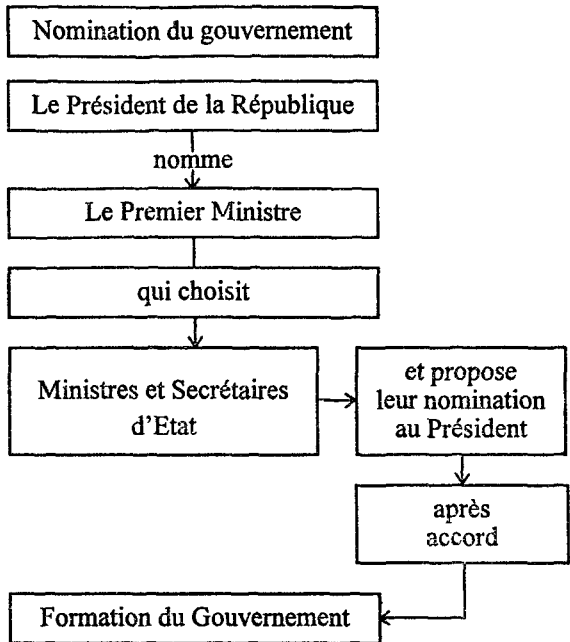 Nomination du gouvernement
Le Président de la République
nomme
Le Premier Ministre
qui choisit
Ministres et Secrétaires
d'Etat
et propose
leur nomination
au Président
après
accord
Formation du Gouvernement